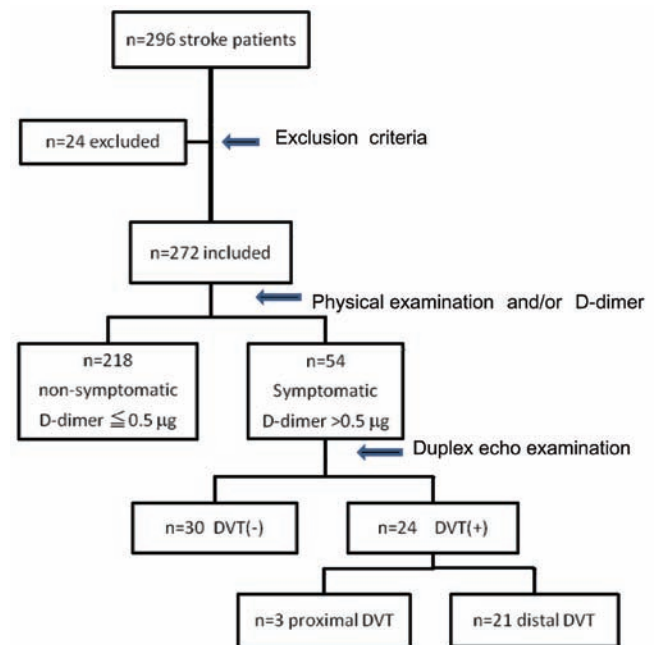 n=296 stroke patients
n=24 excluded
Exclusion criteria
n=272 included
Physical examination and/or D-dimer
n=218
non-symptomatic
D-dimer ≦0.5 μg
n=54
Symptomatic
D-dimer >0.5 μg
Duplex echo examination
n=30 DVT(-)
n=24 DVT(+)
n=3 proximal DVT
n=21 distal DVT